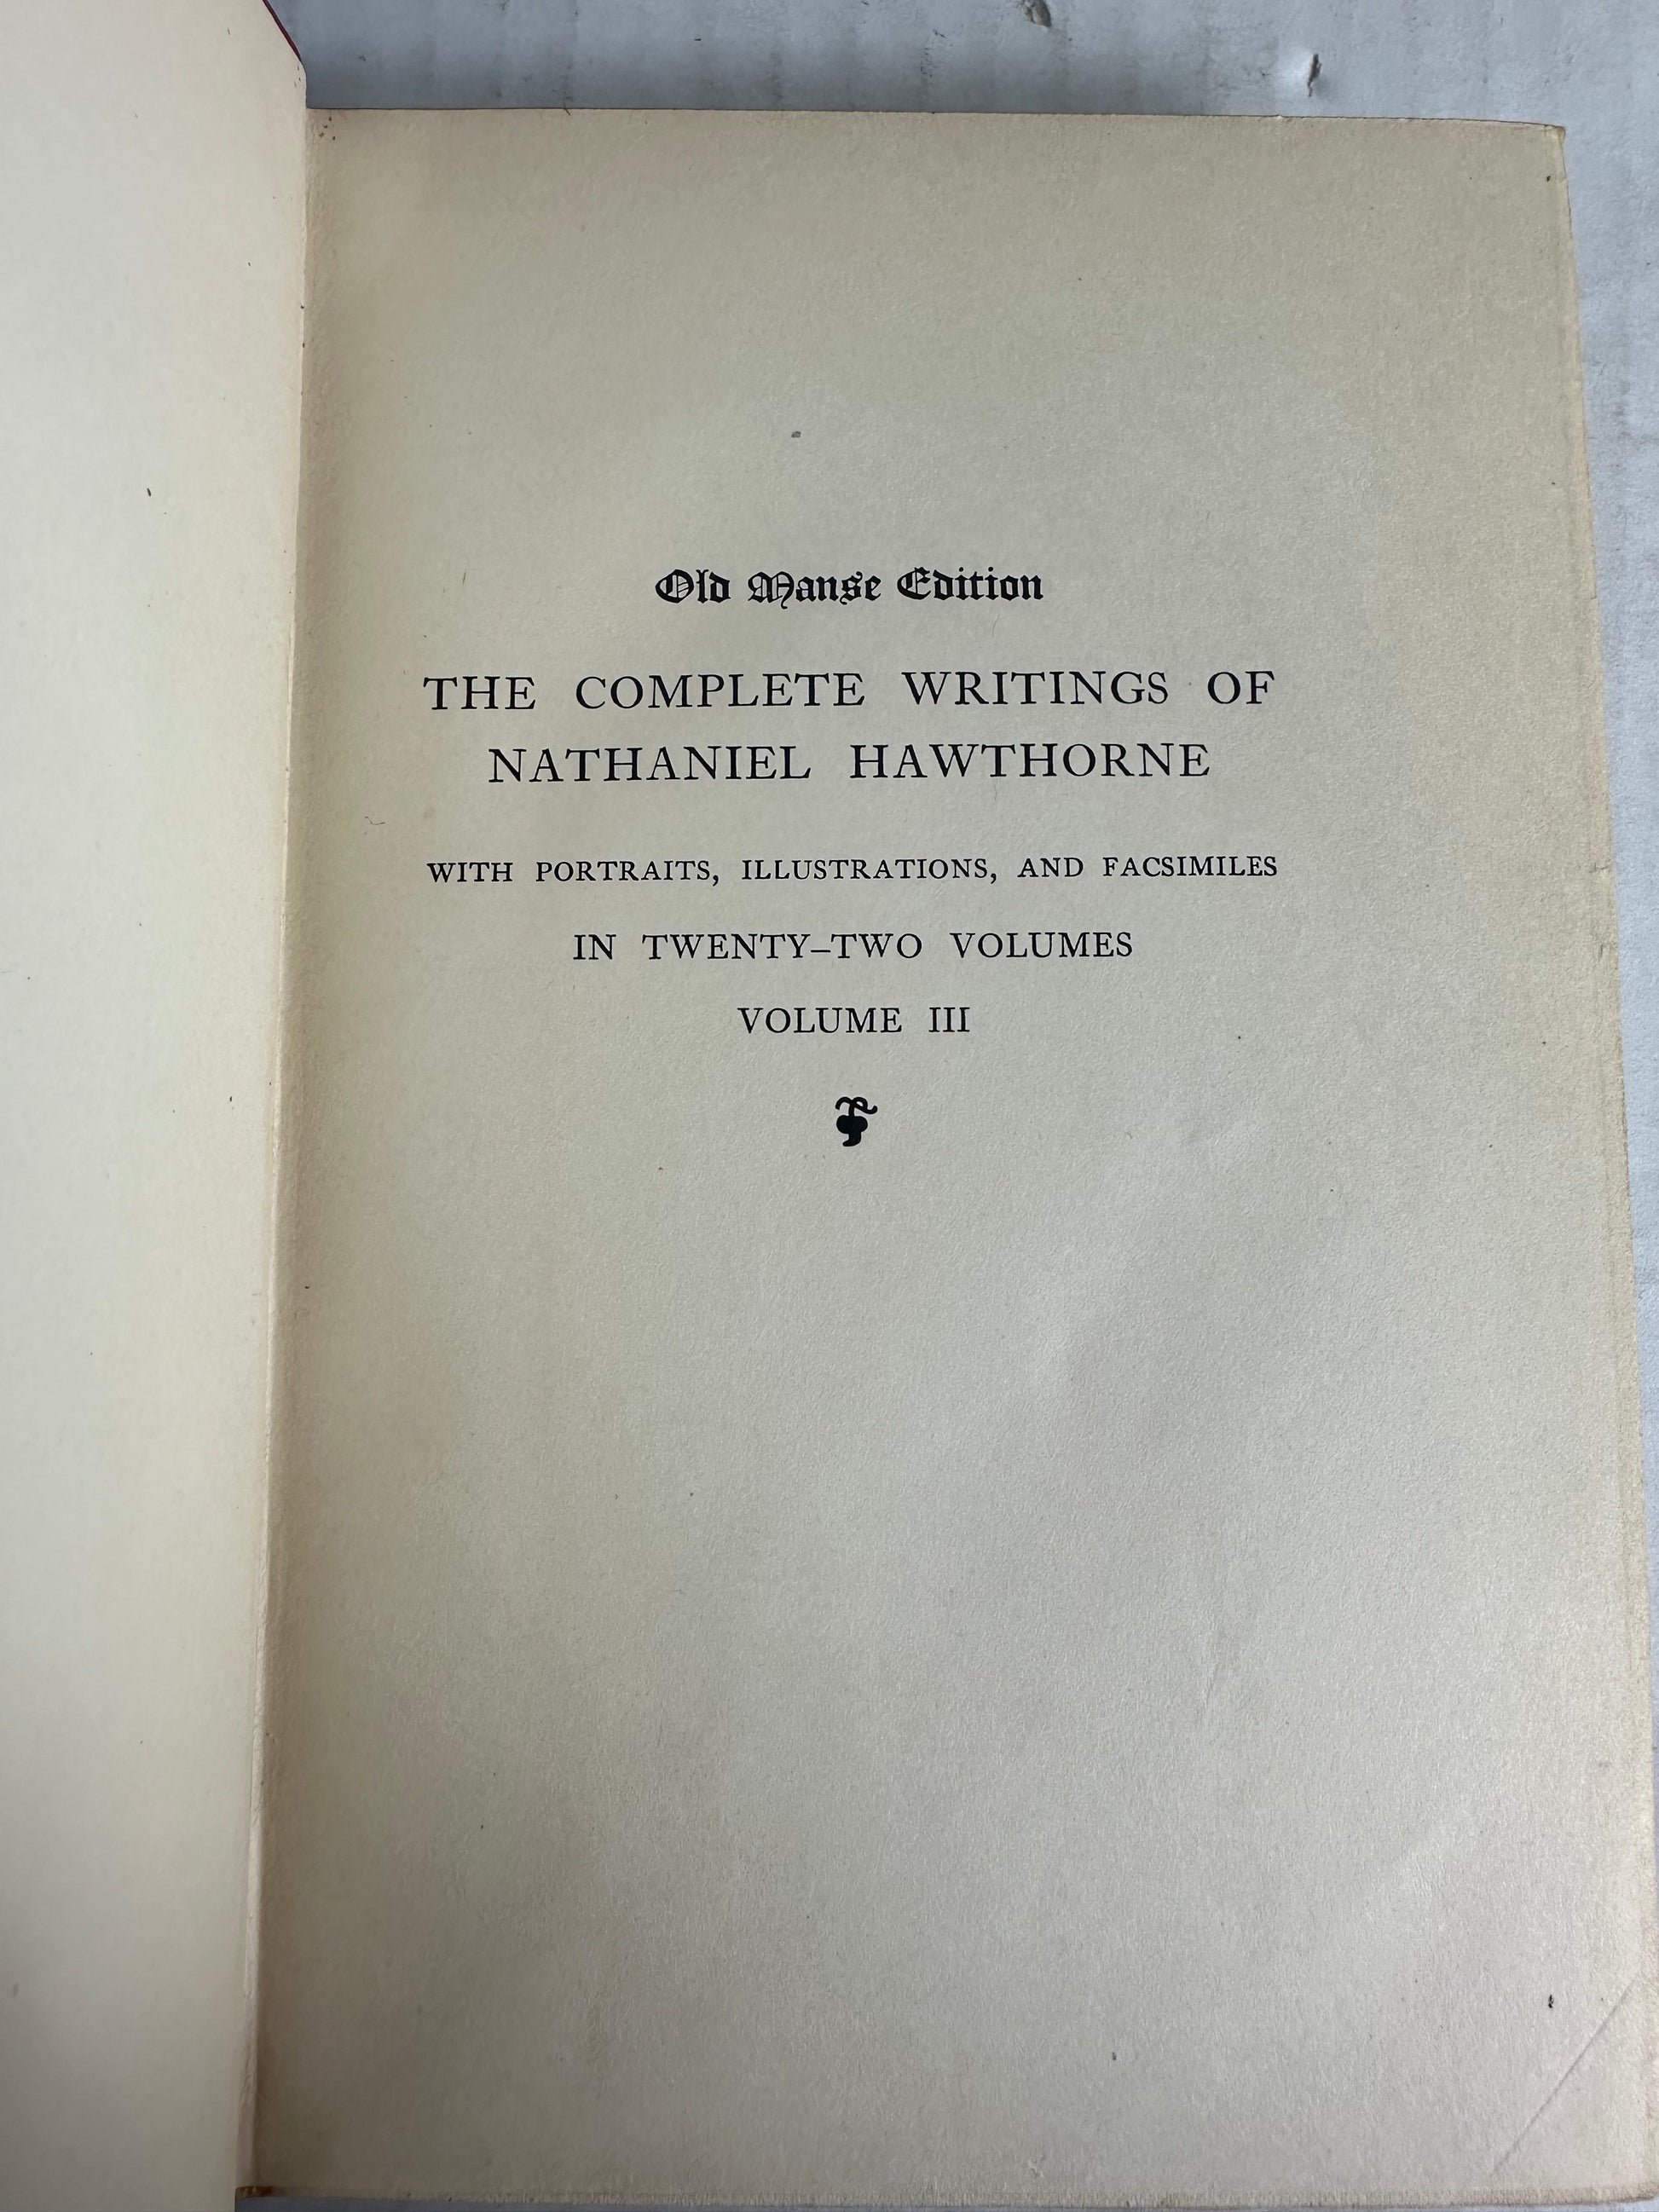 Old Manse Edition
THE COMPLETE WRITINGS OF
NATHANIEL HAWTHORNE
WITH PORTRAITS, ILLUSTRATIONS, AND FACSIMILES
IN TWENTY–TWO VOLUMES
VOLUME III